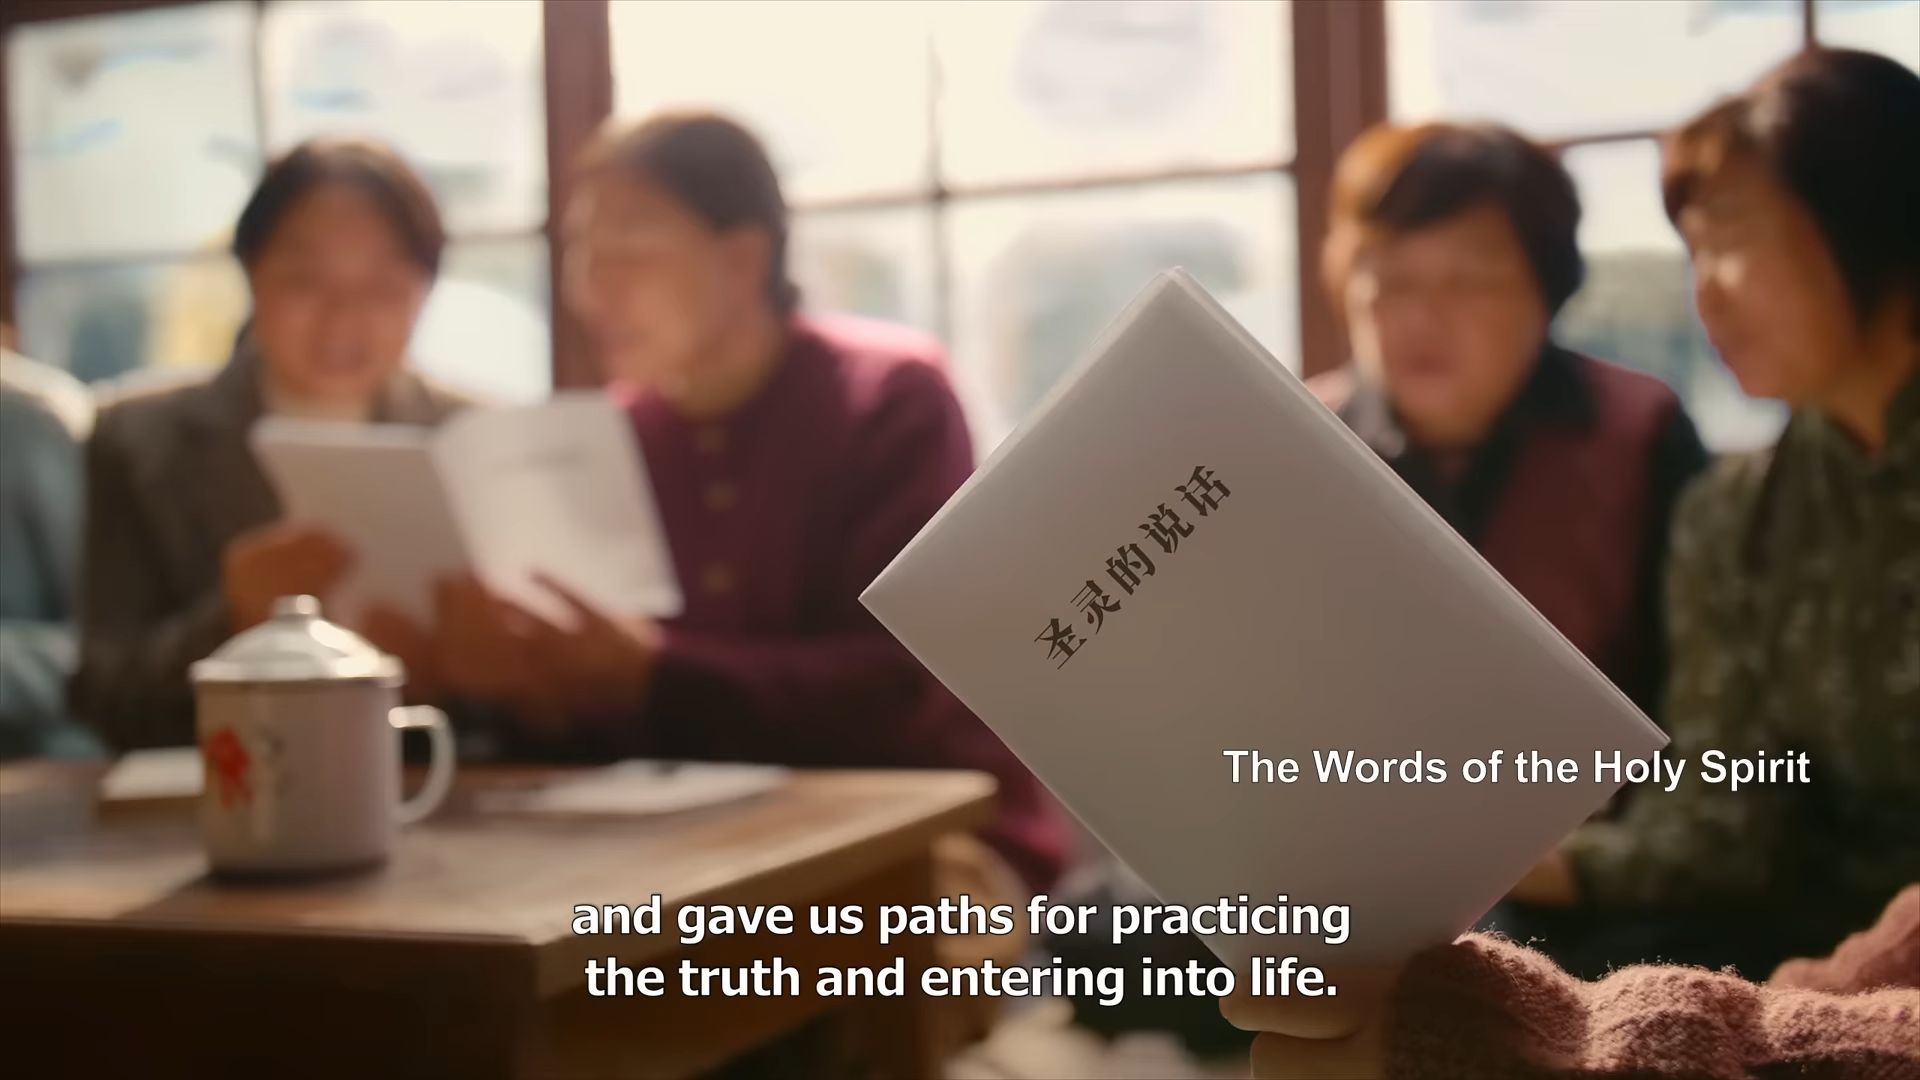 圣灵的说话
The Words of the Holy Spirit
and gave us paths for practicing
the truth and entering into life.